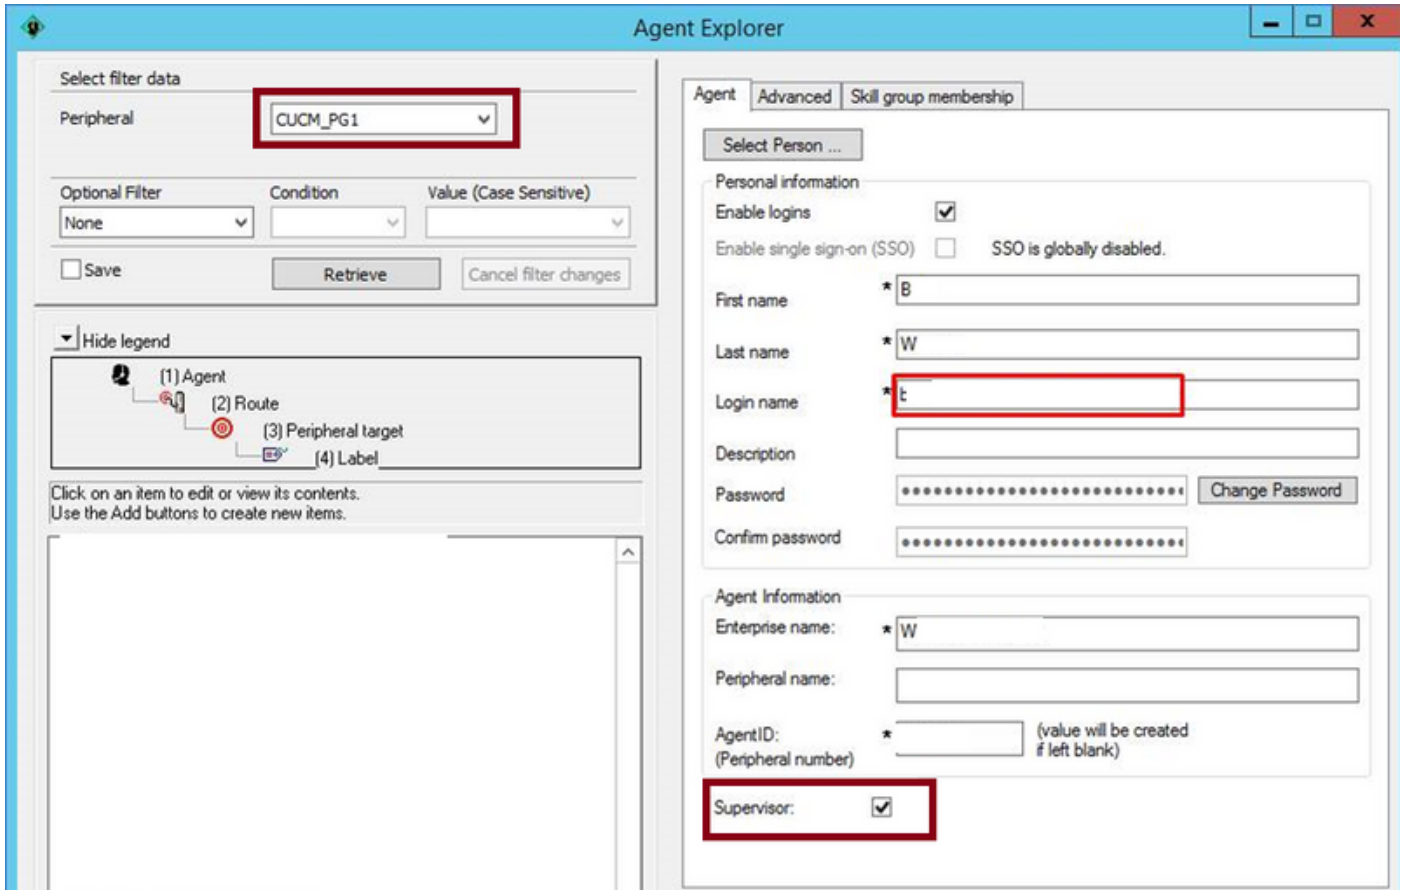 Agent Explorer
Select filter data
Peripheral
CUCM_PG1
Optional Filter
Condition
Value (Case Sensitive)
None
Save
Retrieve
Cancel filter changes
Hide legend
(1) Agent
(2) Route
(3) Peripheral target
(4) Label
Click on an item to edit or view its contents.
Use the Add buttons to create new items.
Agent
Advanced
Skill group membership
Select Person ...
Personal information
Enable logins
Enable single sign-on (SSO)
SSO is globally disabled.
First name
* B
Last name
* W
Login name
*
Description
Password
Change Password
Confirm password
Agent Information
Enterprise name:
* W
Peripheral name:
AgentID:
(Peripheral number)
*
(value will be created
if left blank)
Supervisor: